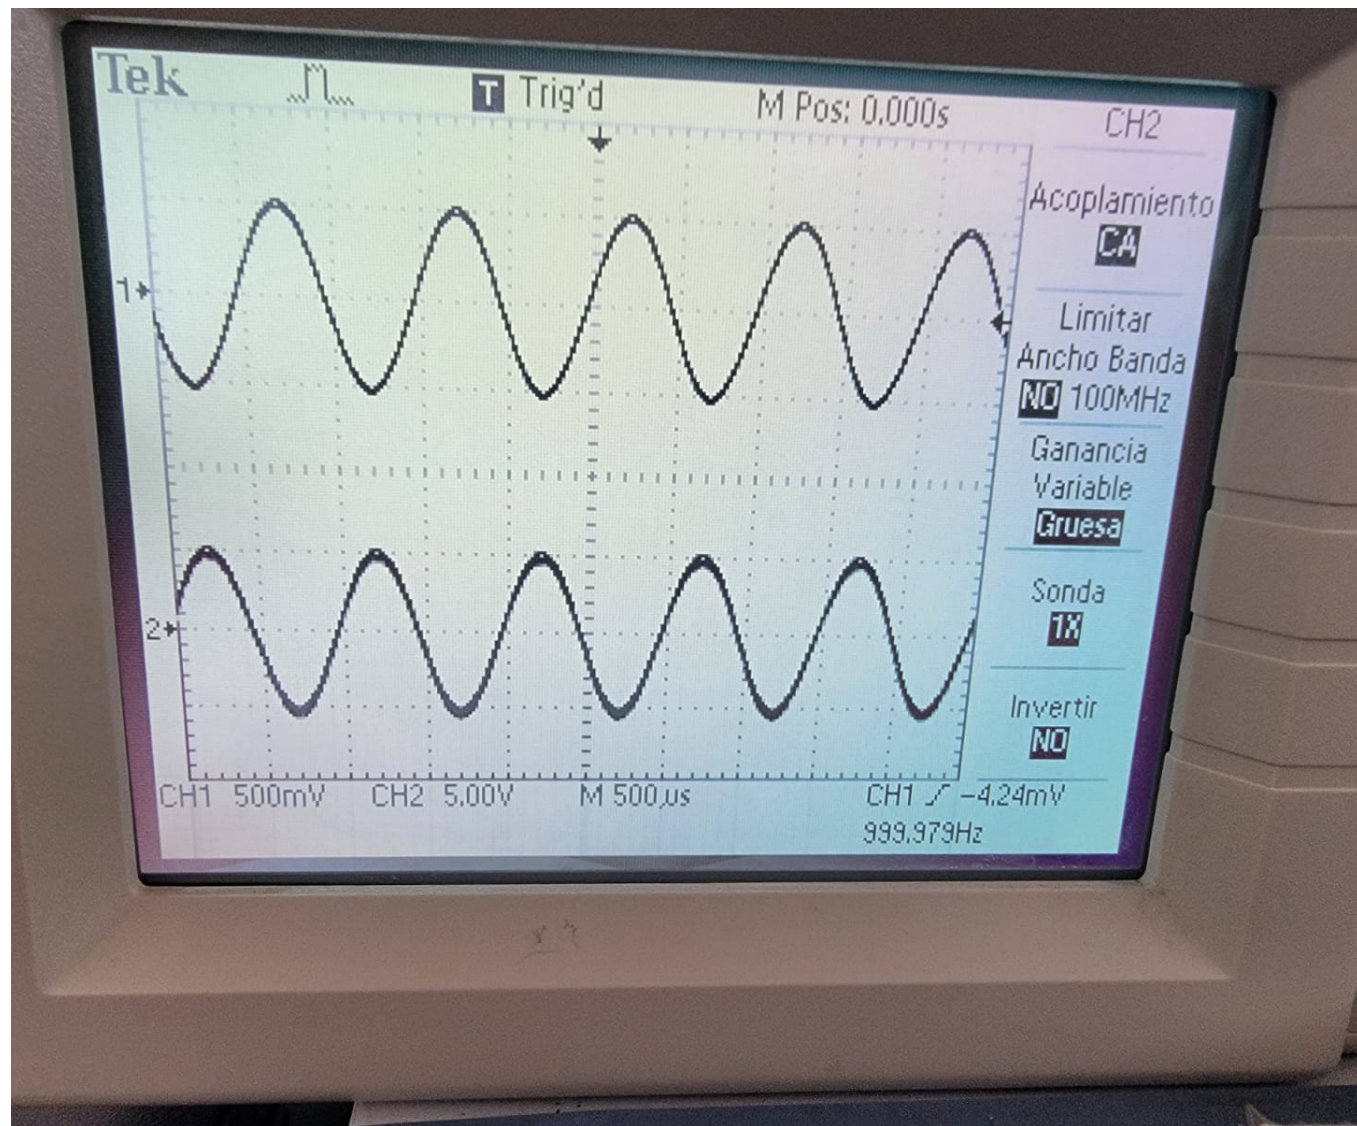 Tek T Trig'd M Pos: 0.000s CH2
Acoplamiento
CA
1
Limitar
Ancho Banda
NO 100MHz
Ganancia
Variable
Gruesa
Sonda
1X
2
Invertir
NO
CH1 500mV CH2 5.00V M 500µs CH1 -4.24mV
999.979Hz